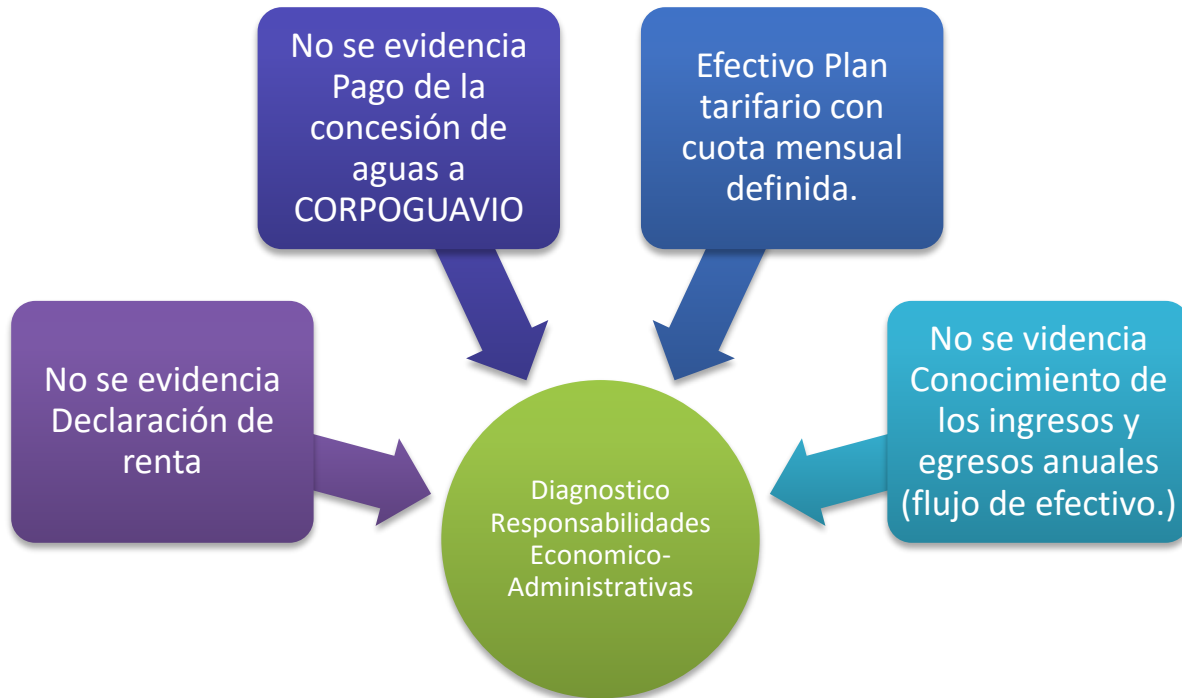 No se evidencia
Pago de la
concesión de
aguas a
CORPOGUAVIO
Efectivo Plan
tarifario con
cuota mensual
definida.
No se evidencia
Declaración de
renta
No se videncia
Conocimiento de
los ingresos y
egresos anuales
(flujo de efectivo.)
Diagnostico
Responsabilidades
Economico-
Administrativas